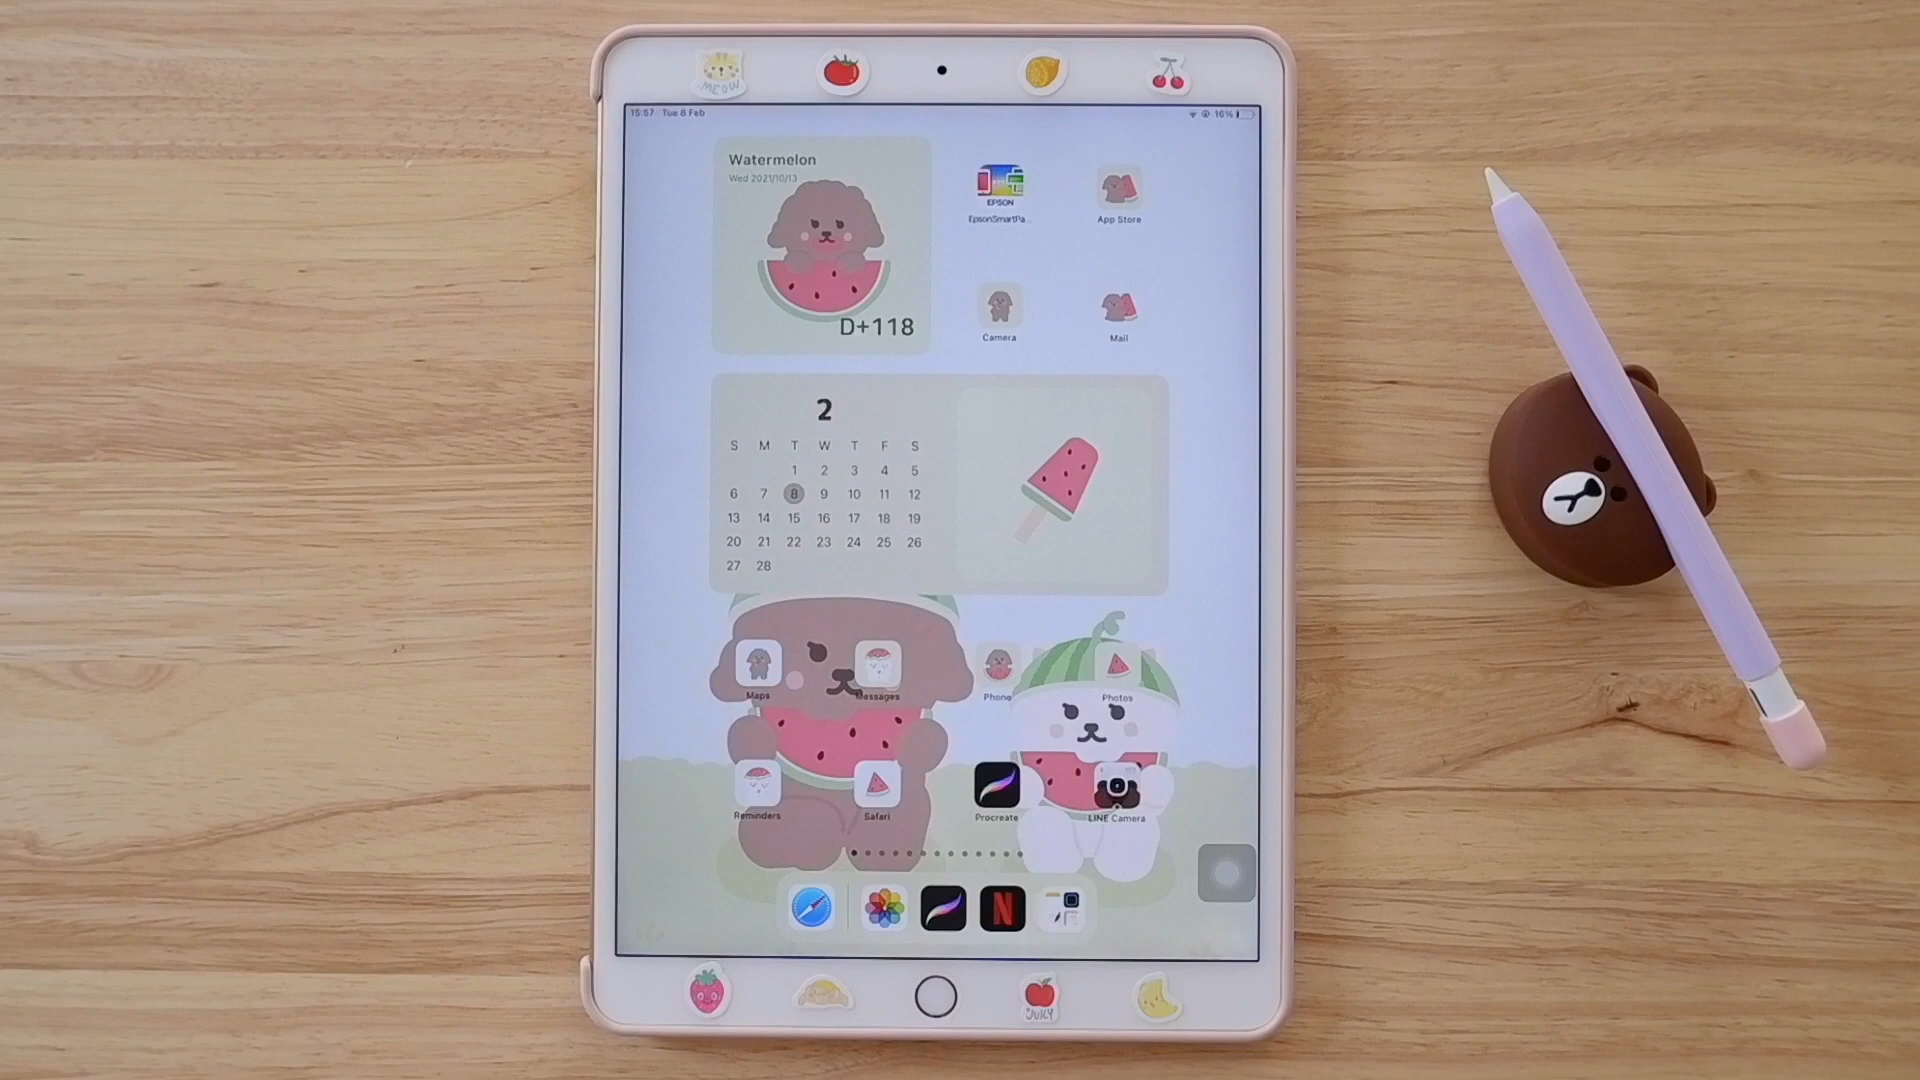 MEOW
15:57 Tue 8 Feb
16%
Watermelon
Wed 2021/10/13
D+118
EPSON
EpsonSmartPa...
App Store
Camera
Mail
2
S M T W T F S
1 2 3 4 5
6 7 8 9 10 11 12
13 14 15 16 17 18 19
20 21 22 23 24 25 26
27 28
Maps
Messages
Phone
Photos
Reminders
Safari
Procreate
LINE Camera
N
JUICY